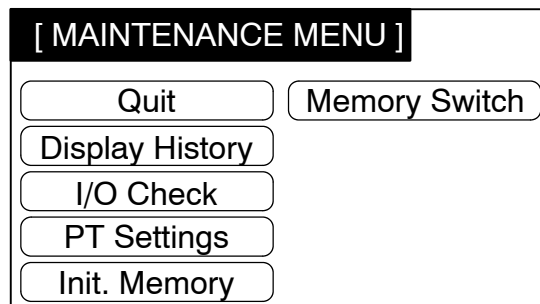 [ MAINTENANCE MENU ]
Quit
Memory Switch
Display History
I/O Check
PT Settings
Init. Memory